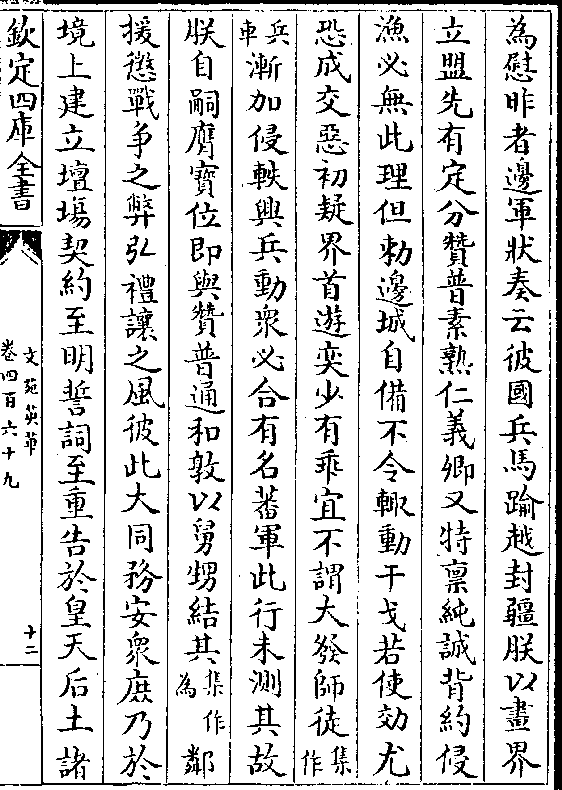 為慰昨者邊軍狀奏云彼國兵馬踰越封疆朕以畫界
立盟先有定分贊普素熟仁義卿又特禀純誠背約侵
漁必無此理但勑邊城自備不令輙動干戈若使効尤
恐成交惡初疑界首遊奕少有乖宜不謂大發師徒集作
兵車漸加侵軼興兵動衆必合有名蕃軍此行未測其故
朕自嗣膺寳位即與贊普通和敦以舅甥結其集作為鄰
援懲戰争之弊弘禮讓之風彼此大同務安衆庶乃於
境上建立壇場契約至明誓詞至重告於皇天后土諸
欽定四庫全書
文苑英華
卷四百六十九
十二